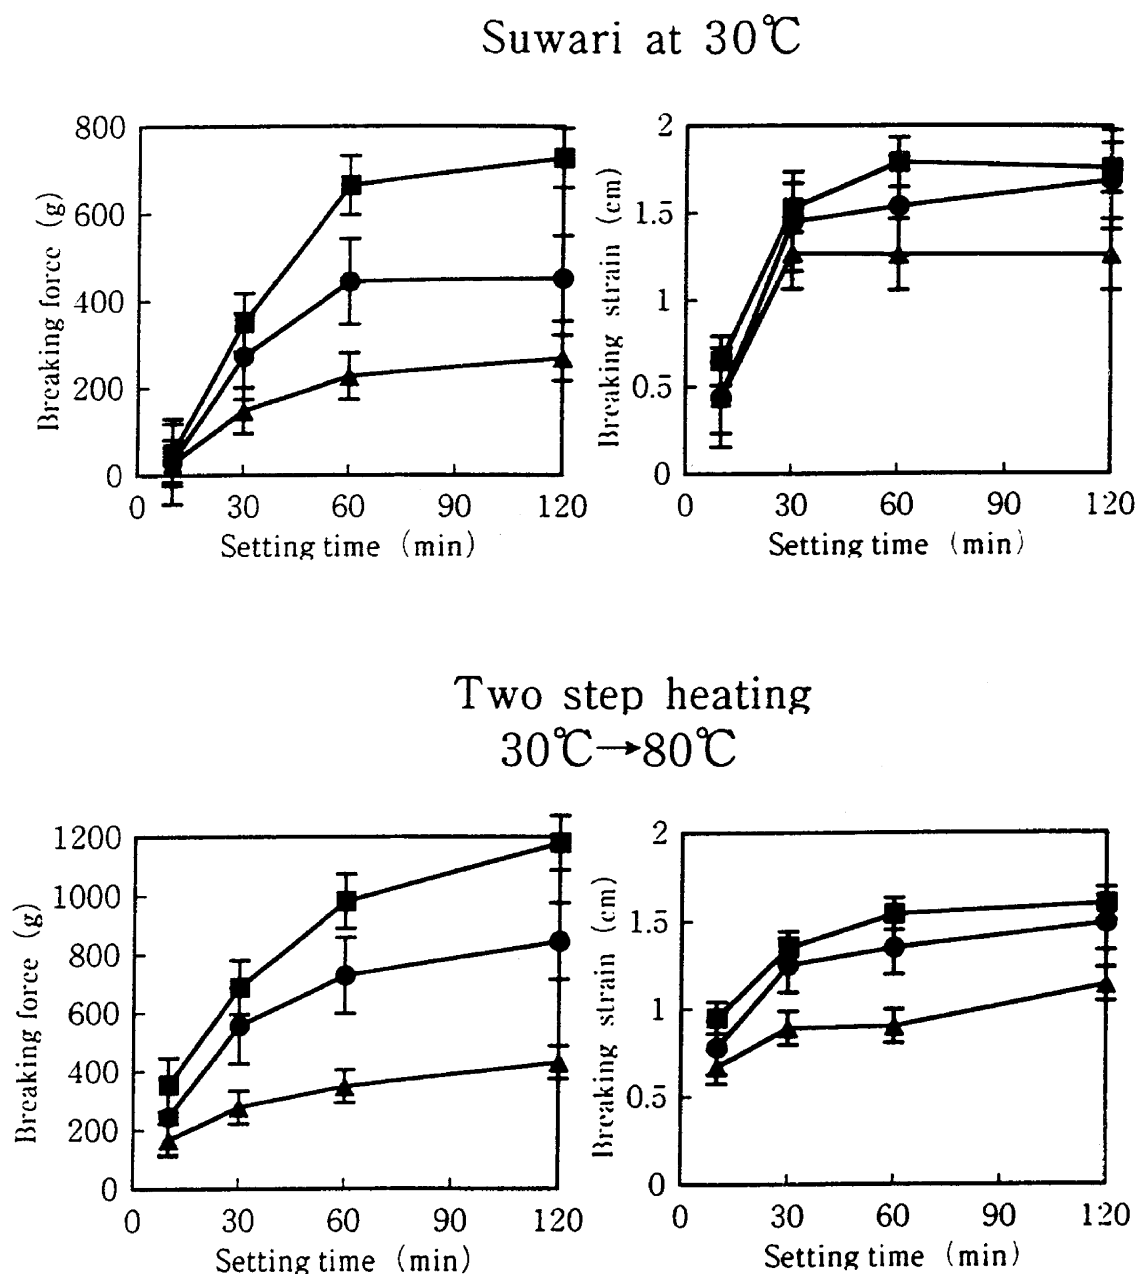 Suwari at 30℃
Breaking force (g)
800
600
400
200
0
0 30 60 90 120
Setting time (min)
Breaking strain (cm)
2
1.5
1
0.5
0
0 30 60 90 120
Setting time (min)
Two step heating
30℃→80℃
Breaking force (g)
1200
1000
800
600
400
200
0
0 30 60 90 120
Setting time (min)
Breaking strain (cm)
2
1.5
1
0.5
0
0 30 60 90 120
Setting time (min)